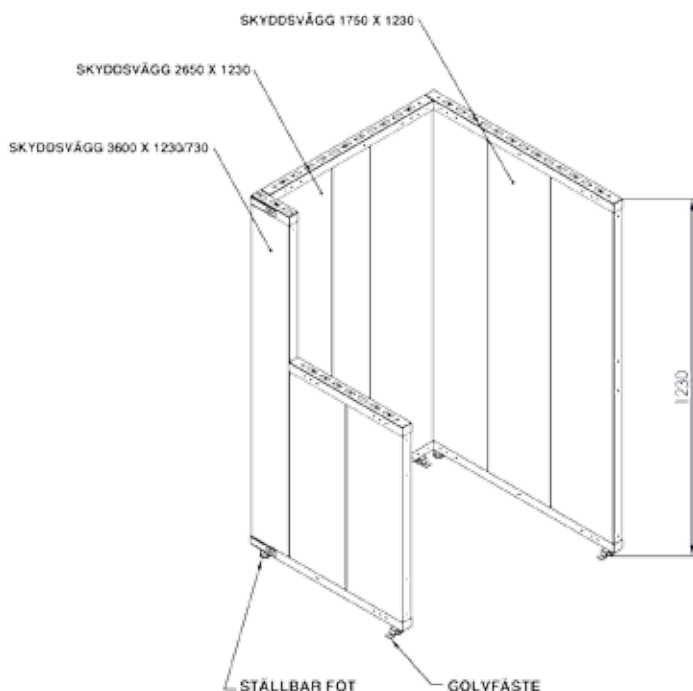 SKYDDSVÄGG 1750 X 1230
SKYDDSVÄGG 2650 X 1230
SKYDDSVÄGG 3600 X 1230/730
1230
STÄLLBAR FOT
GOLVFÄSTE